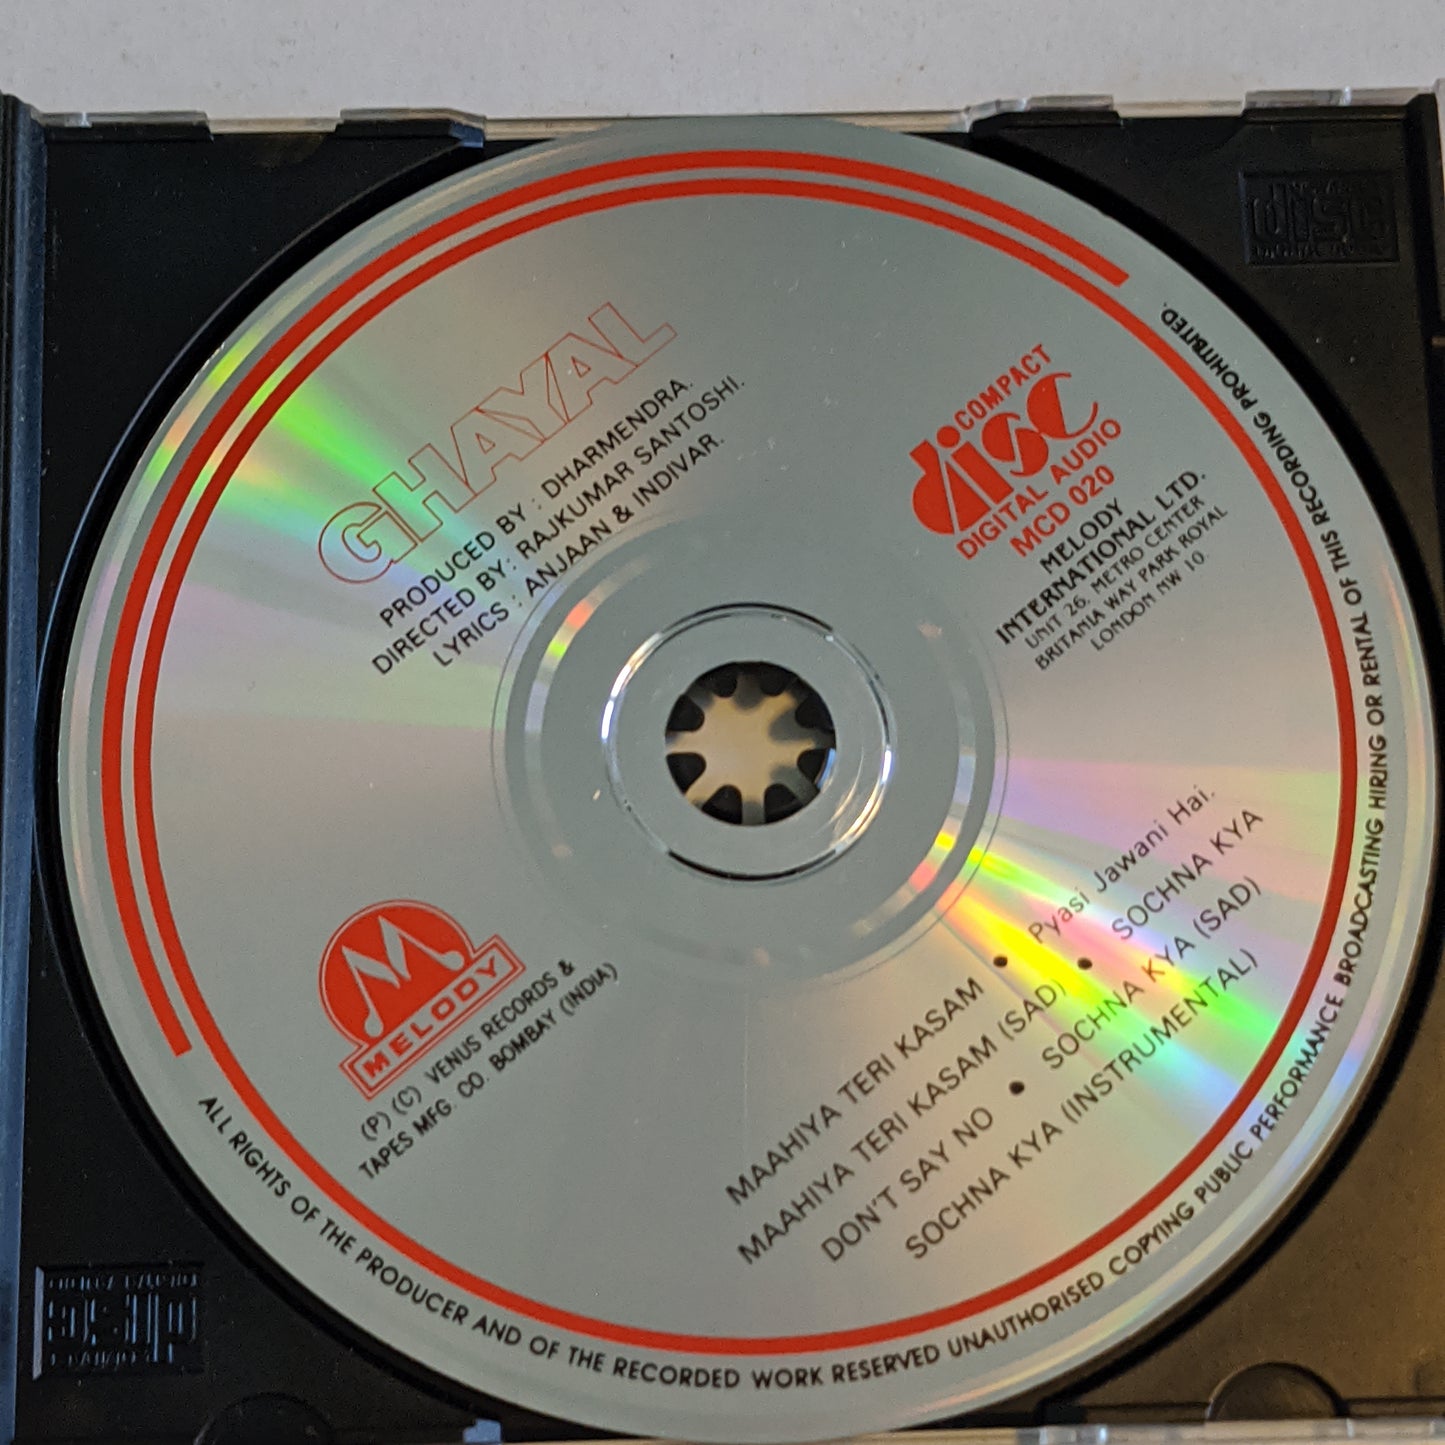 GHAYAL
PRODUCED BY : DHARMENDRA.
DIRECTED BY : RAJKUMAR SANTOSHI.
LYRICS : ANJAAN & INDIVAR.
COMPACT
disc
DIGITAL AUDIO
MCD 020
MELODY
INTERNATIONAL LTD.
UNIT 26, METRO CENTER
BRITANIA WAY PARK ROYAL
LONDON NW 10.
MELODY
(P) (C) VENUS RECORDS &
TAPES MFG. CO. BOMBAY (INDIA)
MAAHIYA TERI KASAM • Pyasi Jawani Hai.
MAAHIYA TERI KASAM (SAD) • SOCHNA KYA
DON'T SAY NO • SOCHNA KYA (SAD)
SOCHNA KYA (INSTRUMENTAL)
ALL RIGHTS OF THE PRODUCER AND OF THE RECORDED WORK RESERVED UNAUTHORISED COPYING PUBLIC PERFORMANCE BROADCASTING HIRING OR RENTAL OF THIS RECORDING PROHIBITED.
disc
disc